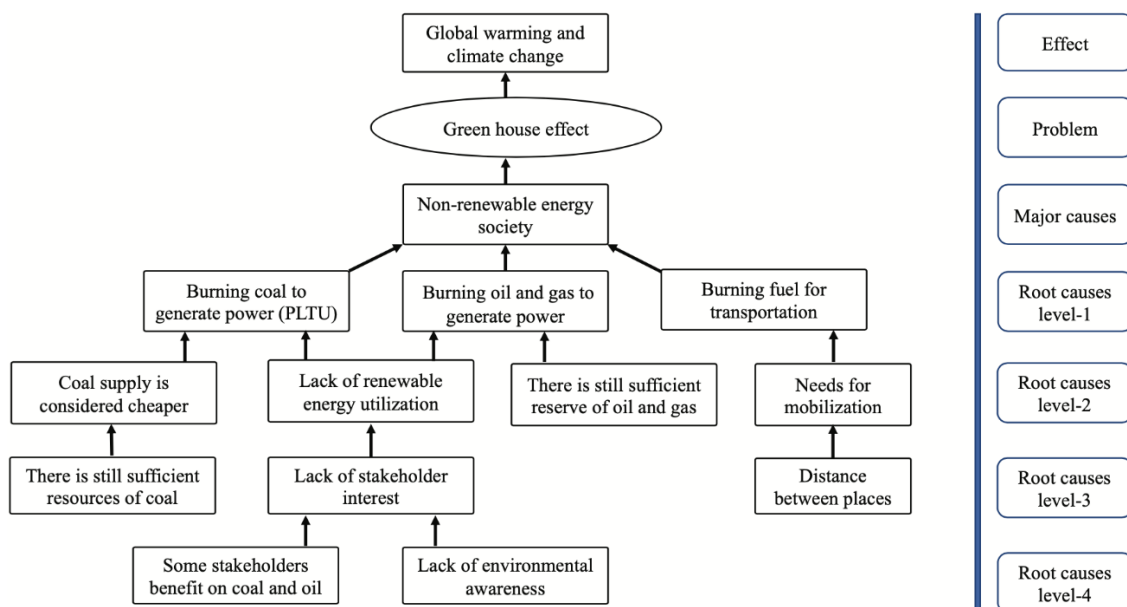 Global warming and
climate change
Effect
Green house effect
Problem
Non-renewable energy
society
Major causes
Burning coal to
generate power (PLTU)
Burning oil and gas to
generate power
Burning fuel for
transportation
Root causes
level-1
Coal supply is
considered cheaper
Lack of renewable
energy utilization
There is still sufficient
reserve of oil and gas
Needs for
mobilization
Root causes
level-2
There is still sufficient
resources of coal
Lack of stakeholder
interest
Distance
between places
Root causes
level-3
Some stakeholders
benefit on coal and oil
Lack of environmental
awareness
Root causes
level-4